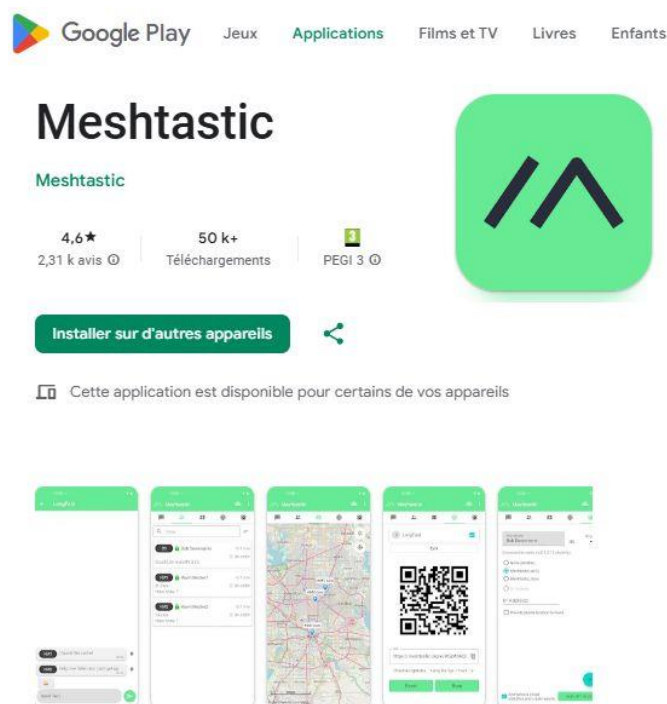 Google Play Jeux Applications Films et TV Livres Enfants
Meshtastic
Meshtastic
4,6★ 50 k+ 3
2,31 k avis Téléchargements PEGI 3
Installer sur d'autres appareils
Cette application est disponible pour certains de vos appareils